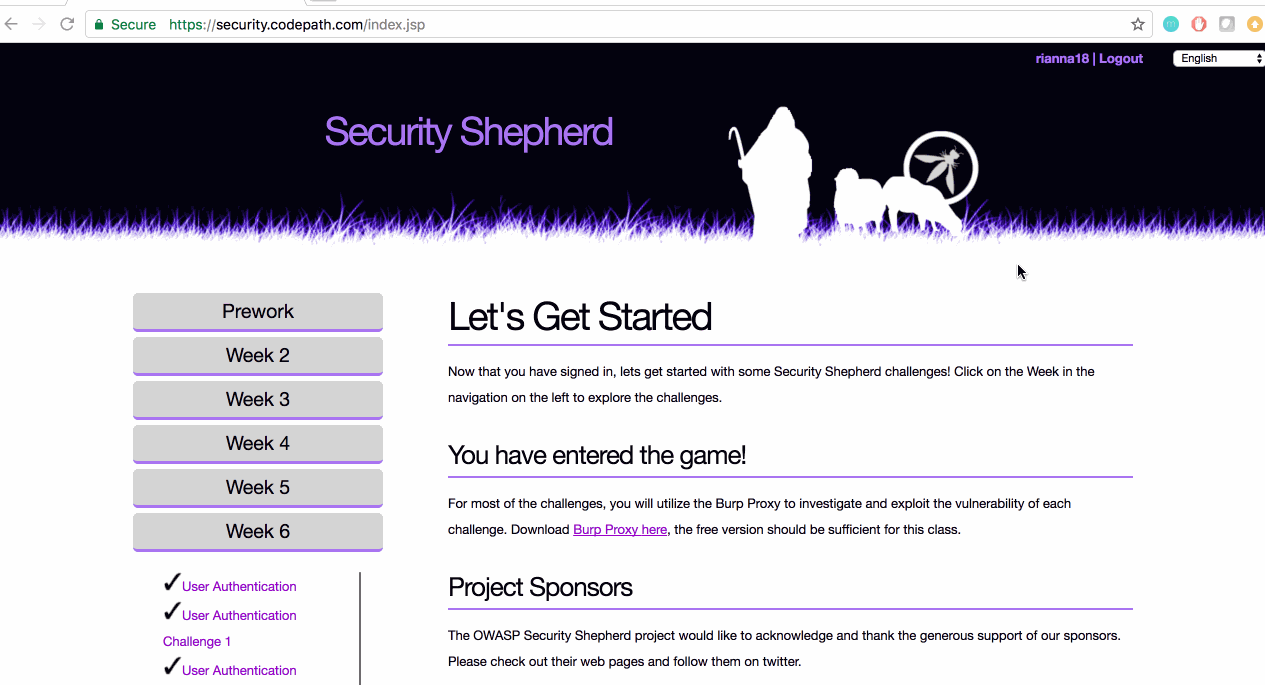 Secure https://security.codepath.com/index.jsp
rianna18 | Logout
English
Security Shepherd
Prework
Week 2
Week 3
Week 4
Week 5
Week 6
User Authentication
User Authentication
Challenge 1
User Authentication
Let's Get Started
Now that you have signed in, lets get started with some Security Shepherd challenges! Click on the Week in the
navigation on the left to explore the challenges.
You have entered the game!
For most of the challenges, you will utilize the Burp Proxy to investigate and exploit the vulnerability of each
challenge. Download Burp Proxy here, the free version should be sufficient for this class.
Project Sponsors
The OWASP Security Shepherd project would like to acknowledge and thank the generous support of our sponsors.
Please check out their web pages and follow them on twitter.